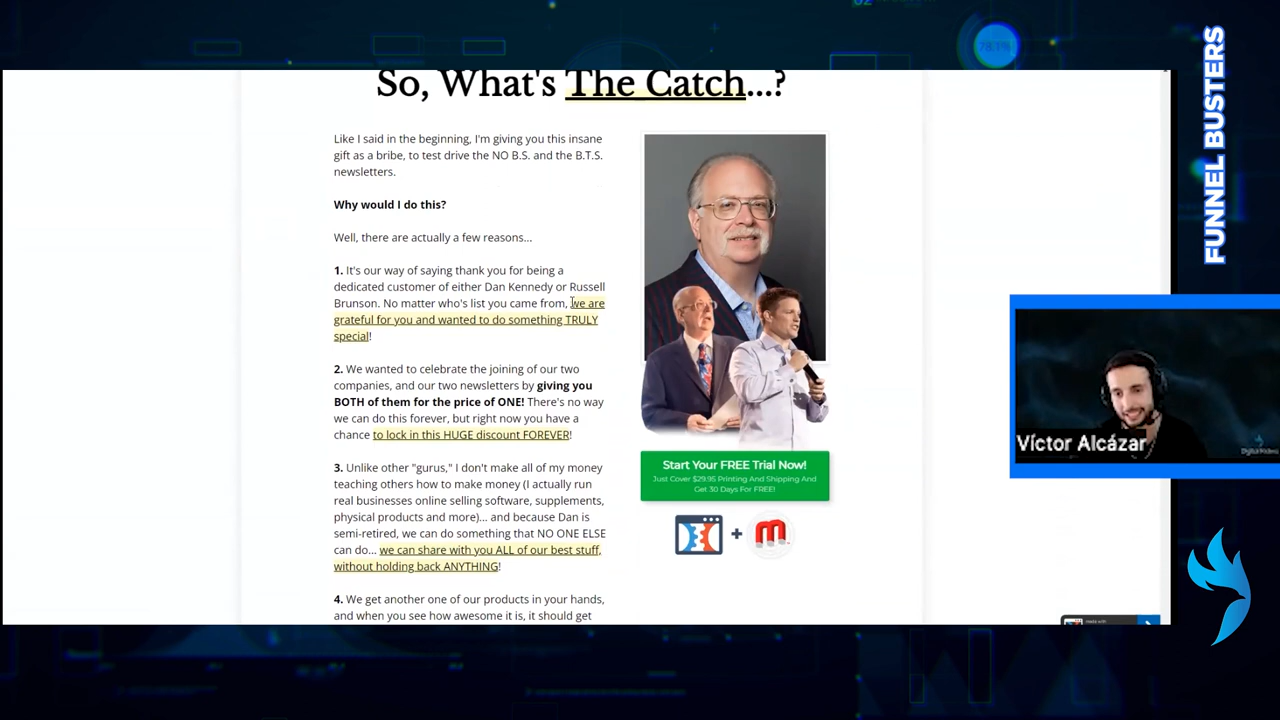 So, What's The Catch...?
Like I said in the beginning, I'm giving you this insane
gift as a bribe, to test drive the NO B.S. and the B.T.S.
newsletters.
Why would I do this?
Well, there are actually a few reasons...
1. It's our way of saying thank you for being a
dedicated customer of either Dan Kennedy or Russell
Brunson. No matter who's list you came from, we are
grateful for you and wanted to do something TRULY
special!
2. We wanted to celebrate the joining of our two
companies, and our two newsletters by giving you
BOTH of them for the price of ONE! There's no way
we can do this forever, but right now you have a
chance to lock in this HUGE discount FOREVER!
3. Unlike other "gurus," I don't make all of my money
teaching others how to make money (I actually run
real businesses online selling software, supplements,
physical products and more)... and because Dan is
semi-retired, we can do something that NO ONE ELSE
can do... we can share with you ALL of our best stuff,
without holding back ANYTHING!
4. We get another one of our products in your hands,
and when you see how awesome it is, it should get
Start Your FREE Trial Now!
Just Cover $29.95 Printing And Shipping And
Get 30 Days For FREE!
+
m
FUNNEL BUSTERS
Víctor Alcázar